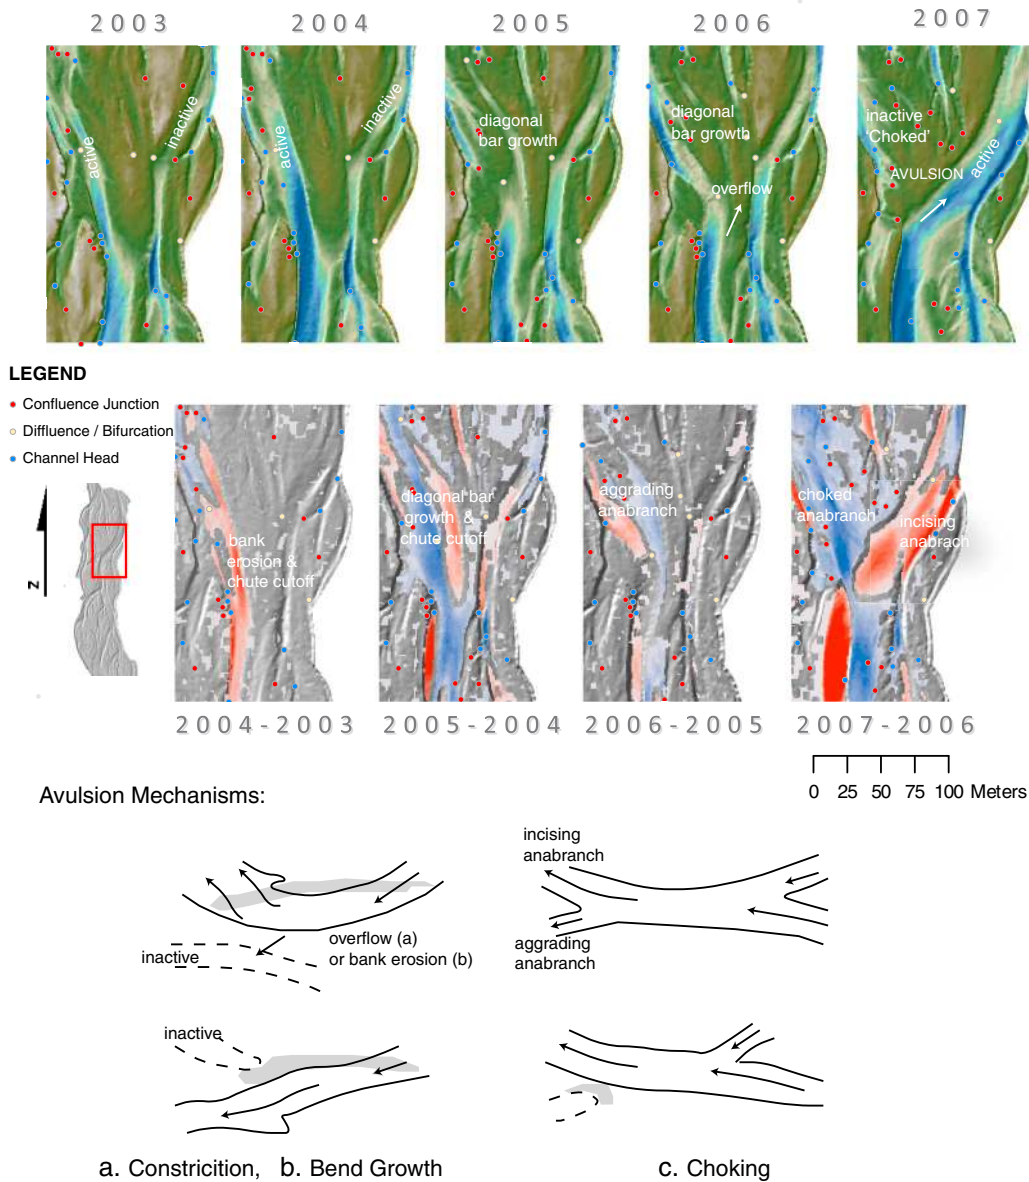 2003
2004
2005
2006
2007
active
inactive
active
inactive
diagonal
bar growth
diagonal
bar growth
overflow
inactive
'Choked'
AVULSION
active
LEGEND
Confluence Junction
Diffluence / Bifurcation
Channel Head
N
bank
erosion &
chute cutoff
diagonal bar
growth &
chute cutoff
aggrading
anabranch
choked
anabranch
incising
anabrach
2004-2003
2005-2004
2006-2005
2007-2006
0 25 50 75 100 Meters
Avulsion Mechanisms:
incising
anabranch
overflow (a)
or bank erosion (b)
inactive
aggrading
anabranch
inactive
a. Constricition, b. Bend Growth
c. Choking